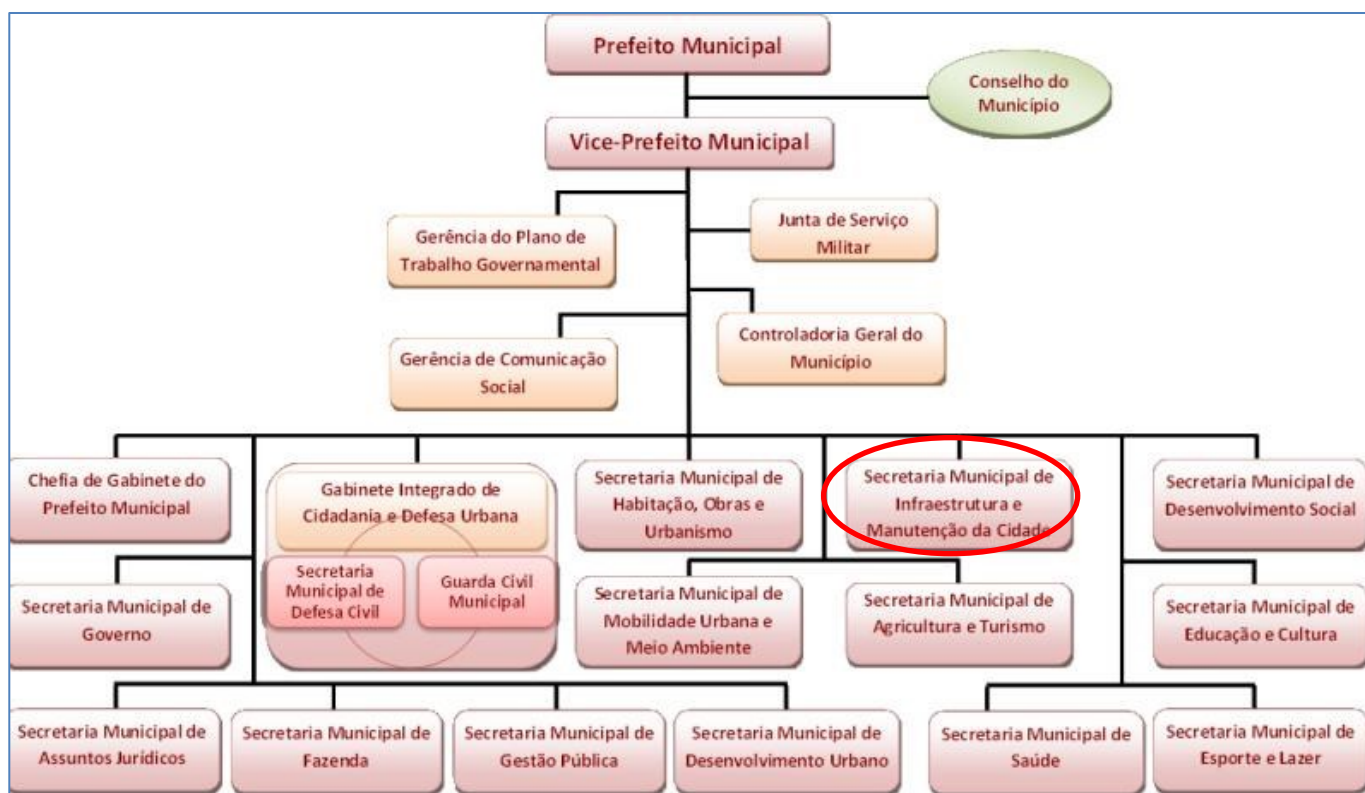 Prefeito Municipal
Conselho do
Município
Vice-Prefeito Municipal
Gerência do Plano de
Trabalho Governamental
Junta de Serviço
Militar
Gerência de Comunicação
Social
Controladoria Geral do
Município
Chefia de Gabinete do
Prefeito Municipal
Gabinete Integrado de
Cidadania e Defesa Urbana
Secretaria
Municipal de
Defesa Civil
Guarda Civil
Municipal
Secretaria Municipal de
Habitação, Obras e
Urbanismo
Secretaria Municipal de
Infraestrutura e
Manutenção da Cidade
Secretaria Municipal de
Desenvolvimento Social
Secretaria Municipal de
Governo
Secretaria Municipal de
Mobilidade Urbana e
Meio Ambiente
Secretaria Municipal de
Agricultura e Turismo
Secretaria Municipal de
Educação e Cultura
Secretaria Municipal de
Assuntos Jurídicos
Secretaria Municipal de
Fazenda
Secretaria Municipal de
Gestão Pública
Secretaria Municipal de
Desenvolvimento Urbano
Secretaria Municipal de
Saúde
Secretaria Municipal de
Esporte e Lazer